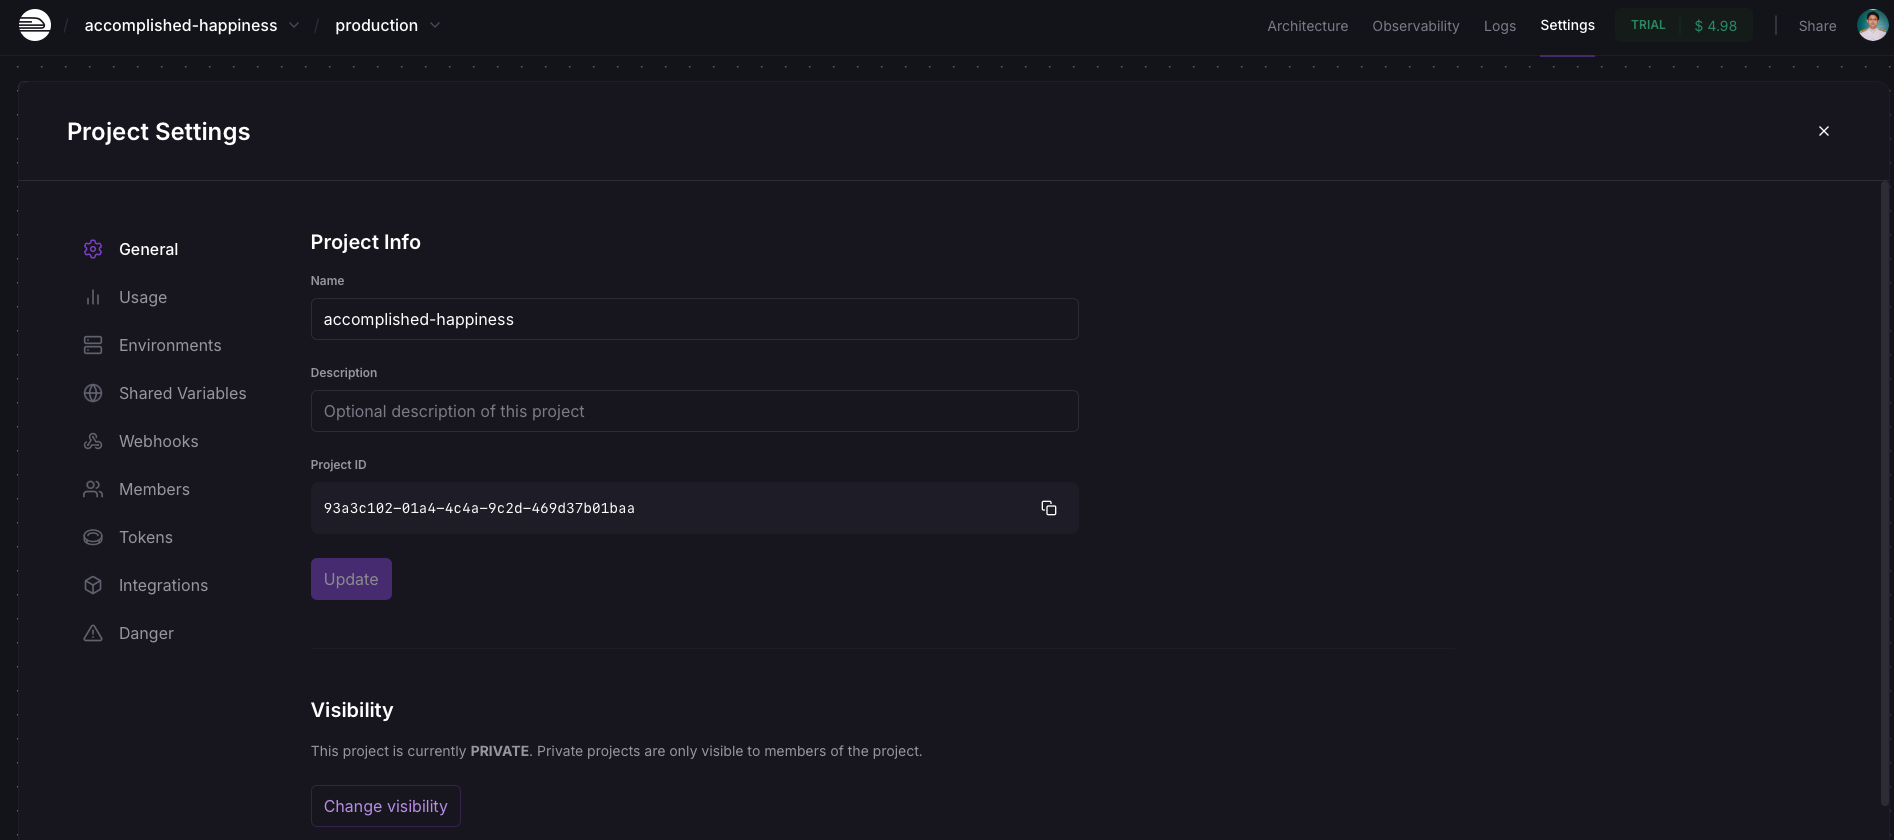 / accomplished-happiness / production
Architecture Observability Logs Settings TRIAL $ 4.98 Share
Project Settings
General
Usage
Environments
Shared Variables
Webhooks
Members
Tokens
Integrations
Danger
Project Info
Name
accomplished-happiness
Description
Optional description of this project
Project ID
93a3c102-01a4-4c4a-9c2d-469d37b01baa
Update
Visibility
This project is currently PRIVATE. Private projects are only visible to members of the project.
Change visibility